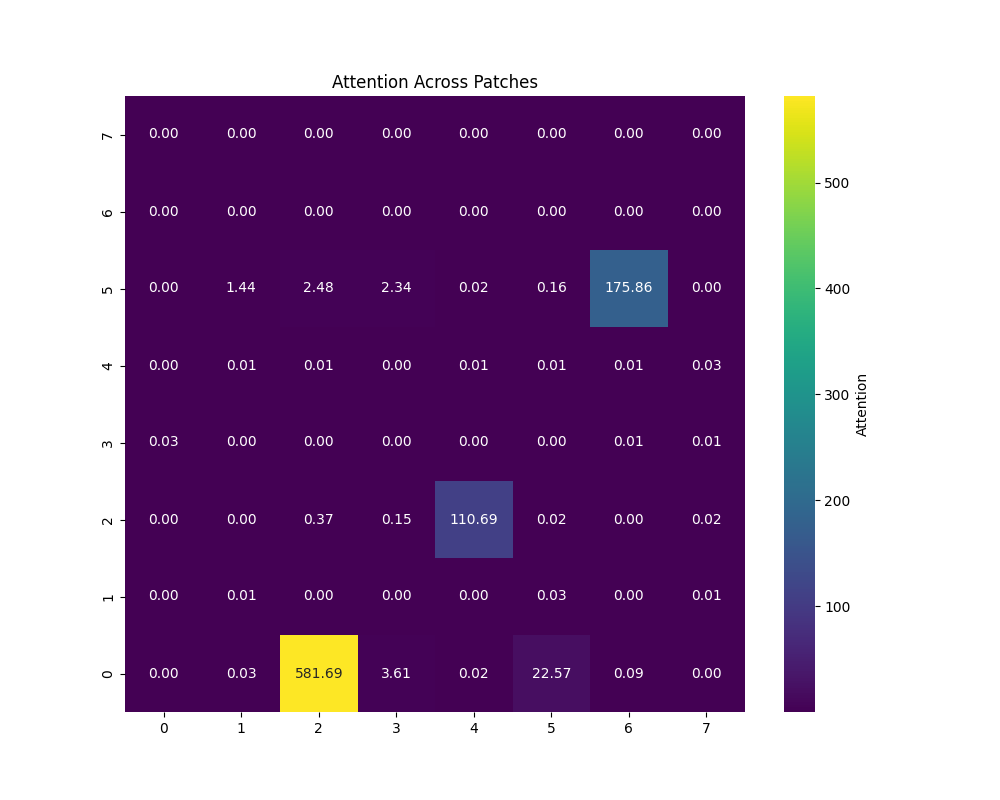 Attention Across Patches
7 0.00 0.00 0.00 0.00 0.00 0.00 0.00 0.00
6 0.00 0.00 0.00 0.00 0.00 0.00 0.00 0.00
5 0.00 1.44 2.48 2.34 0.02 0.16 175.86 0.00
4 0.00 0.01 0.01 0.00 0.01 0.01 0.01 0.03
3 0.03 0.00 0.00 0.00 0.00 0.00 0.01 0.01
2 0.00 0.00 0.37 0.15 110.69 0.02 0.00 0.02
1 0.00 0.01 0.00 0.00 0.00 0.03 0.00 0.01
0 0.00 0.03 581.69 3.61 0.02 22.57 0.09 0.00
0 1 2 3 4 5 6 7
500
400
300
200
100
Attention